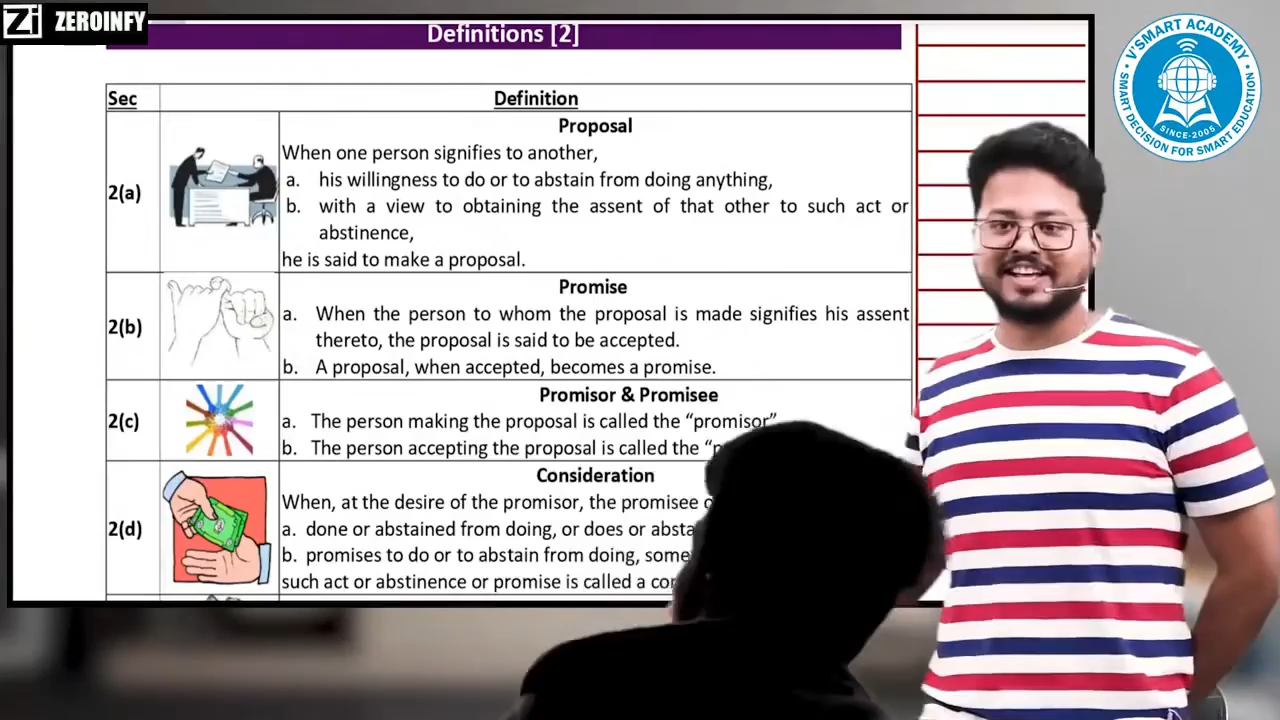 Zi ZEROINFY
Definitions [2]
V'SMART ACADEMY
SMART DECISION FOR SMART EDUCATION
SINCE-2005
Sec
Definition
2(a)
Proposal
When one person signifies to another,
a. his willingness to do or to abstain from doing anything,
b. with a view to obtaining the assent of that other to such act or
abstinence,
he is said to make a proposal.
2(b)
Promise
a. When the person to whom the proposal is made signifies his assent
thereto, the proposal is said to be accepted.
b. A proposal, when accepted, becomes a promise.
2(c)
Promisor & Promisee
a. The person making the proposal is called the “promisor”
b. The person accepting the proposal is called the
2(d)
Consideration
When, at the desire of the promisor, the promisee
a. done or abstained from doing, or does or
b. promises to do or to abstain from doing,
such act or abstinence or promise is called a